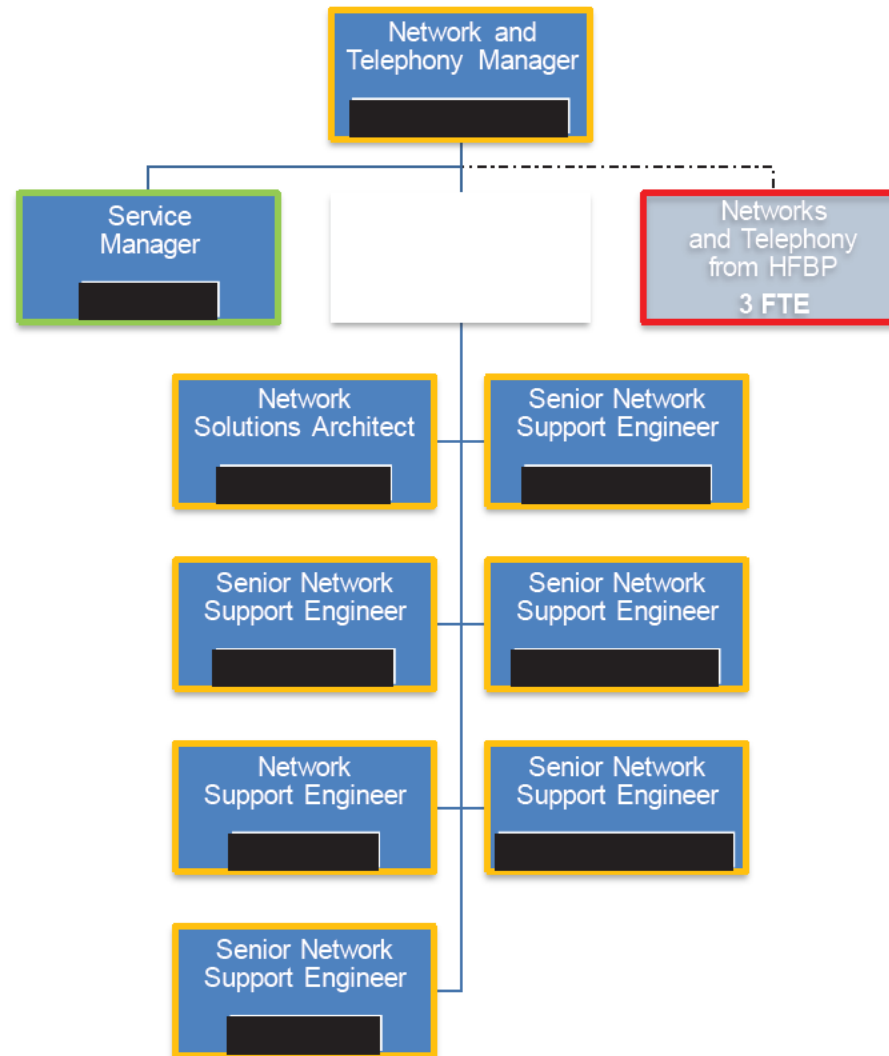 Network and
Telephony Manager
Service
Manager
Networks
and Telephony
from HFBP
3 FTE
Network
Solutions Architect
Senior Network
Support Engineer
Senior Network
Support Engineer
Senior Network
Support Engineer
Network
Support Engineer
Senior Network
Support Engineer
Senior Network
Support Engineer